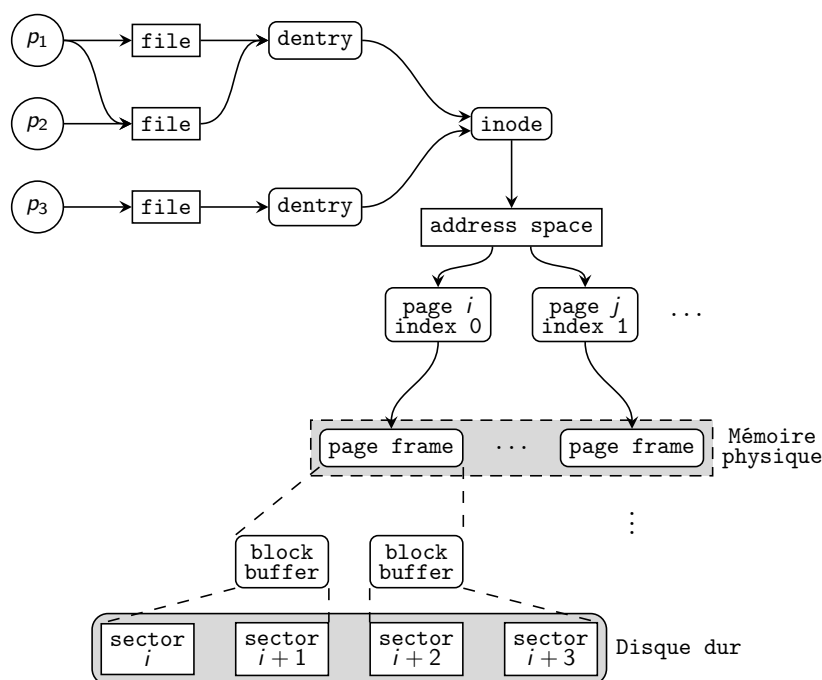 p1
file
dentry
p2
file
inode
p3
file
dentry
address space
page i
index 0
page j
index 1
...
page frame
...
page frame
Mémoire
physique
block
buffer
block
buffer
⋮
sector
i
sector
i + 1
sector
i + 2
sector
i + 3
Disque dur